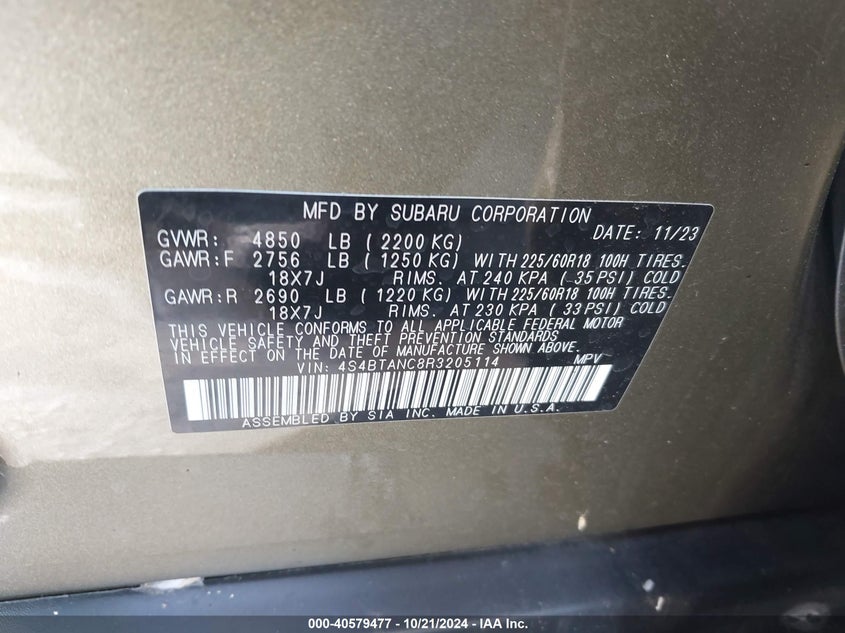 MFD BY SUBARU CORPORATION
DATE: 11/23
GVWR: 4850 LB ( 2200 KG)
GAWR:F 2756 LB ( 1250 KG) WITH 225/60R18 100H TIRES.
18X7J RIMS. AT 240 KPA ( 35 PSI) COLD
GAWR:R 2690 LB ( 1220 KG) WITH 225/60R18 100H TIRES.
18X7J RIMS. AT 230 KPA ( 33 PSI) COLD
THIS VEHICLE CONFORMS TO ALL APPLICABLE FEDERAL MOTOR
VEHICLE SAFETY AND THEFT PREVENTION STANDARDS
IN EFFECT ON THE DATE OF MANUFACTURE SHOWN ABOVE.
VIN: 4S4BTANC8R3205114 MPV
ASSEMBLED BY SIA INC. MADE IN U.S.A.
000-40579477 - 10/21/2024 - IAA Inc.